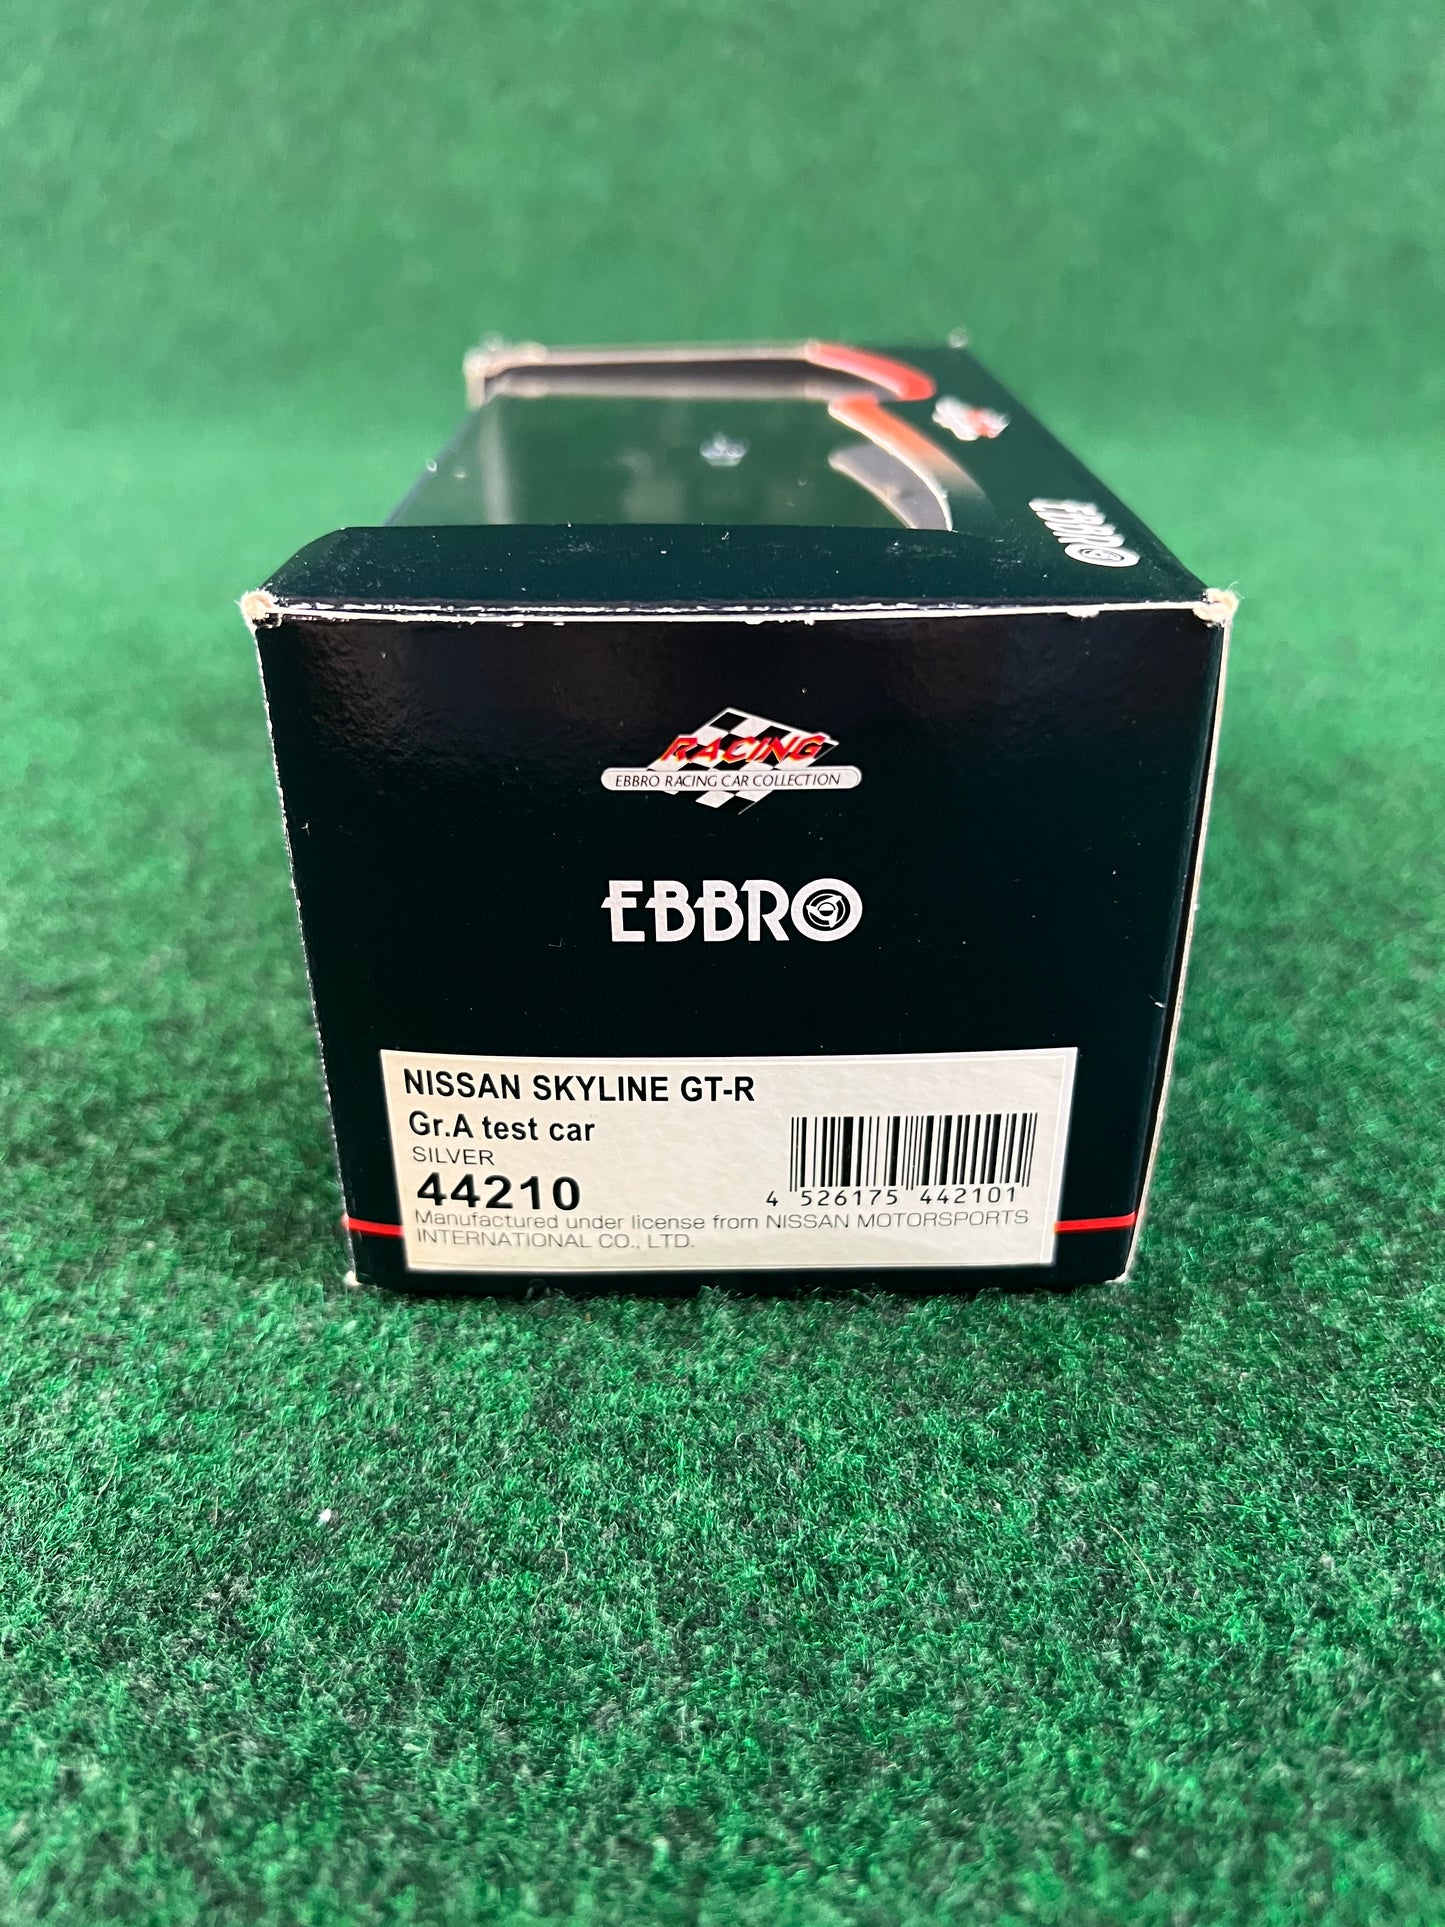 EBBRO
RACING
EBBRO RACING CAR COLLECTION
EBBRO
NISSAN SKYLINE GT-R
Gr.A test car
SILVER
44210
4 526175 442101
Manufactured under license from NISSAN MOTORSPORTS
INTERNATIONAL CO., LTD.